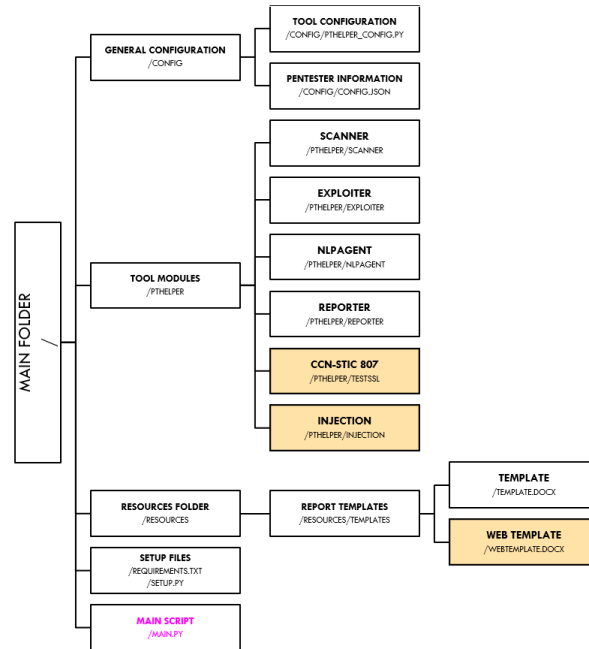 MAIN FOLDER
/
GENERAL CONFIGURATION
/CONFIG
TOOL CONFIGURATION
/CONFIG/PTHELPER_CONFIG.PY
PENTESTER INFORMATION
/CONFIG/CONFIG.JSON
TOOL MODULES
/PTHELPER
SCANNER
/PTHELPER/SCANNER
EXPLOITER
/PTHELPER/EXPLOITER
NLPAGENT
/PTHELPER/NLPAGENT
REPORTER
/PTHELPER/REPORTER
CCN-STIC 807
/PTHELPER/TESTSSL
INJECTION
/PTHELPER/INJECTION
RESOURCES FOLDER
/RESOURCES
REPORT TEMPLATES
/RESOURCES/TEMPLATES
TEMPLATE
/TEMPLATE.DOCX
WEB TEMPLATE
/WEBTEMPLATE.DOCX
SETUP FILES
/REQUIREMENTS.TXT
/SETUP.PY
MAIN SCRIPT
/MAIN.PY